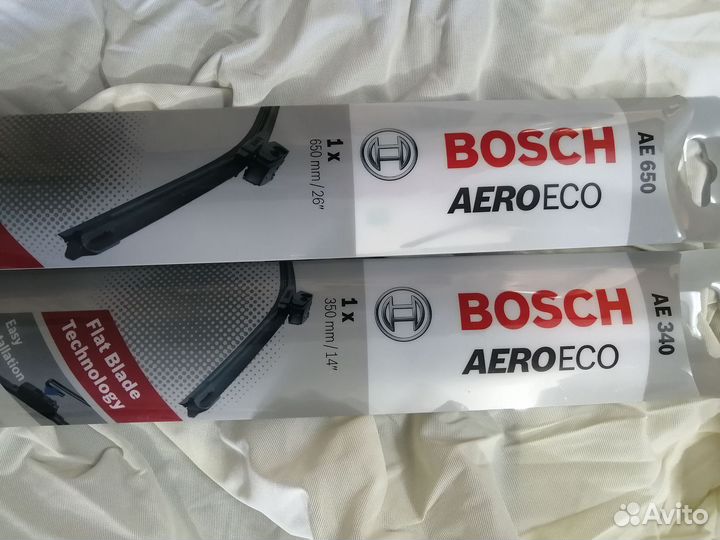 1 x
650 mm / 26"
BOSCH
AEROECO
AE 650
Easy
Flat Blade
Technology
1 x
350 mm / 14"
BOSCH
AEROECO
AE 340
Avito